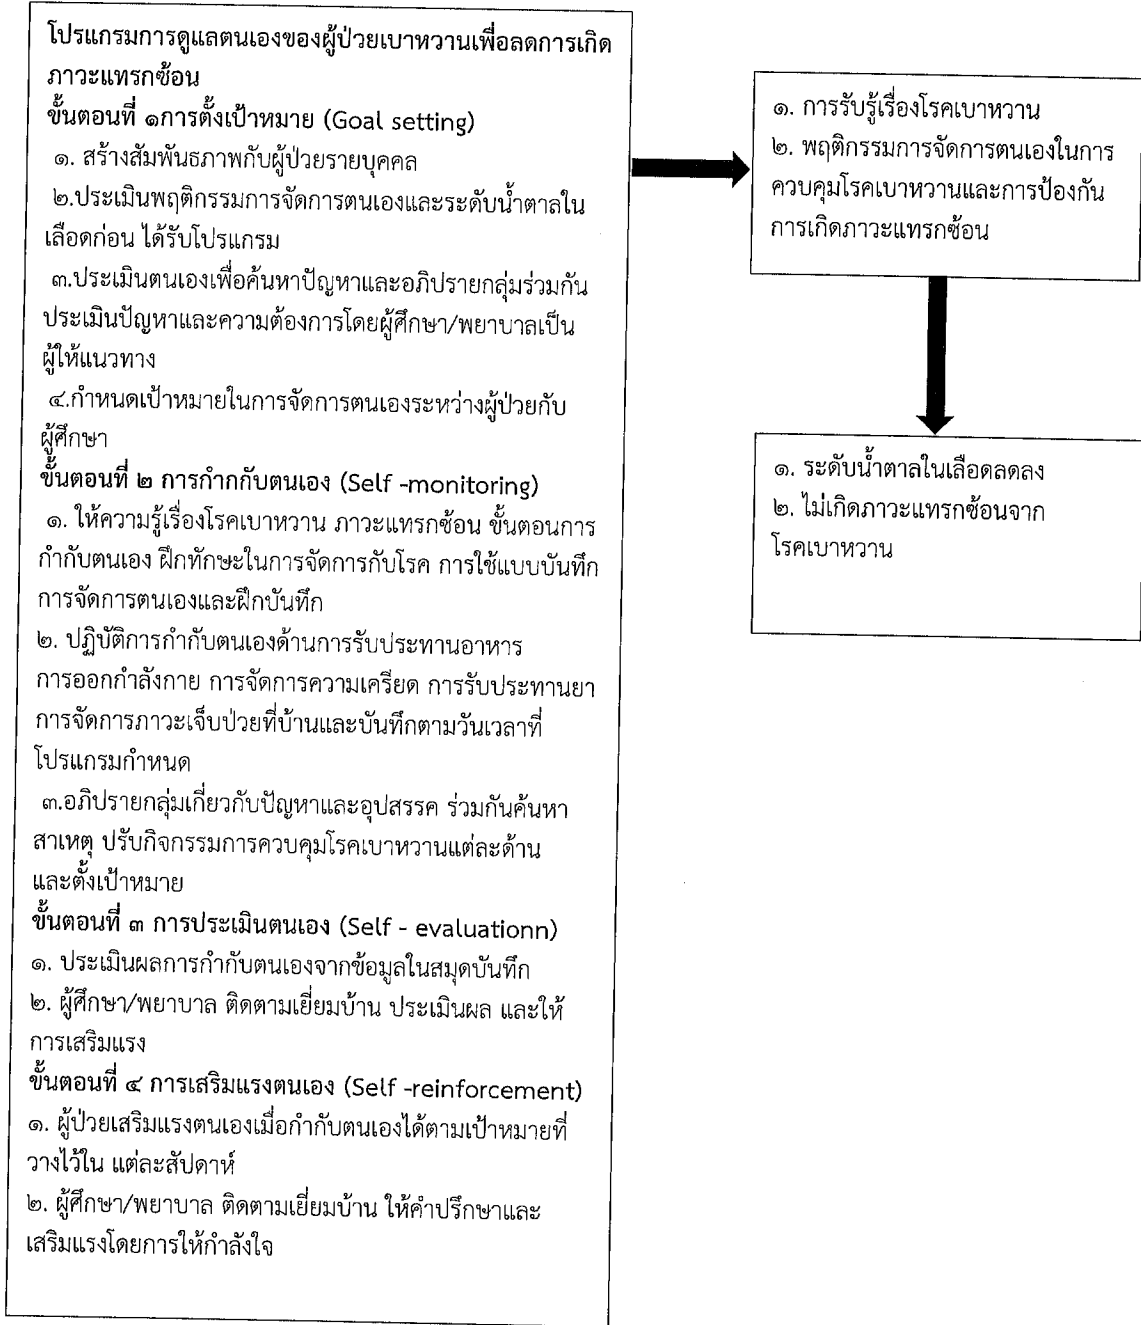 โปรแกรมการดูแลตนเองของผู้ป่วยเบาหวานเพื่อลดการเกิด
ภาวะแทรกซ้อน
ขั้นตอนที่ ๑การตั้งเป้าหมาย (Goal setting)
๑. สร้างสัมพันธภาพกับผู้ป่วยรายบุคคล
๒.ประเมินพฤติกรรมการจัดการตนเองและระดับน้ำตาลใน
เลือดก่อน ได้รับโปรแกรม
๓.ประเมินตนเองเพื่อค้นหาปัญหาและอภิปรายกลุ่มร่วมกัน
ประเมินปัญหาและความต้องการโดยผู้ศึกษา/พยาบาลเป็น
ผู้ให้แนวทาง
๔.กำหนดเป้าหมายในการจัดการตนเองระหว่างผู้ป่วยกับ
ผู้ศึกษา
ขั้นตอนที่ ๒ การกำกกับตนเอง (Self -monitoring)
๑. ให้ความรู้เรื่องโรคเบาหวาน ภาวะแทรกซ้อน ขั้นตอนการ
กำกับตนเอง ฝึกทักษะในการจัดการกับโรค การใช้แบบบันทึก
การจัดการตนเองและฝึกบันทึก
๒. ปฏิบัติการกำกับตนเองด้านการรับประทานอาหาร
การออกกำลังกาย การจัดการความเครียด การรับประทานยา
การจัดการภาวะเจ็บป่วยที่บ้านและบันทึกตามวันเวลาที่
โปรแกรมกำหนด
๓.อภิปรายกลุ่มเกี่ยวกับปัญหาและอุปสรรค ร่วมกันค้นหา
สาเหตุ ปรับกิจกรรมการควบคุมโรคเบาหวานแต่ละด้าน
และตั้งเป้าหมาย
ขั้นตอนที่ ๓ การประเมินตนเอง (Self - evaluationn)
๑. ประเมินผลการกำกับตนเองจากข้อมูลในสมุดบันทึก
๒. ผู้ศึกษา/พยาบาล ติดตามเยี่ยมบ้าน ประเมินผล และให้
การเสริมแรง
ขั้นตอนที่ ๔ การเสริมแรงตนเอง (Self -reinforcement)
๑. ผู้ป่วยเสริมแรงตนเองเมื่อกำกับตนเองได้ตามเป้าหมายที่
วางไว้ใน แต่ละสัปดาห์
๒. ผู้ศึกษา/พยาบาล ติดตามเยี่ยมบ้าน ให้คำปรึกษาและ
เสริมแรงโดยการให้กำลังใจ
๑. การรับรู้เรื่องโรคเบาหวาน
๒. พฤติกรรมการจัดการตนเองในการ
ควบคุมโรคเบาหวานและการป้องกัน
การเกิดภาวะแทรกซ้อน
๑. ระดับน้ำตาลในเลือดลดลง
๒. ไม่เกิดภาวะแทรกซ้อนจาก
โรคเบาหวาน